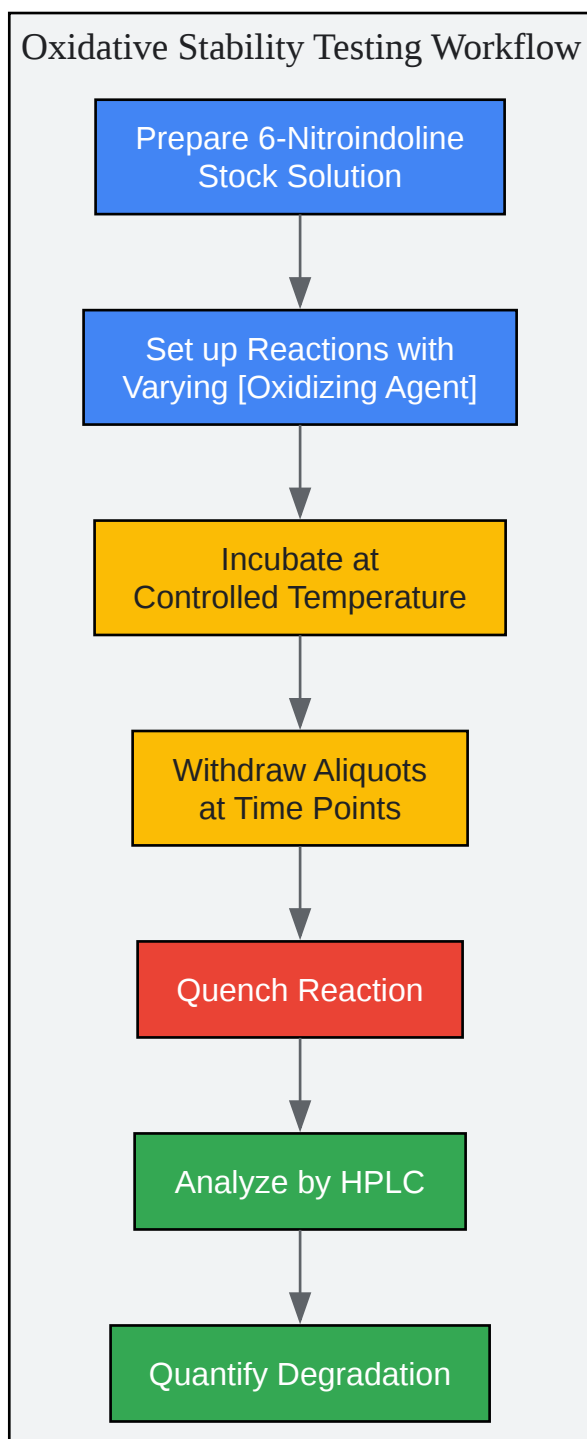 Oxidative Stability Testing Workflow
Prepare 6-Nitroindoline
Stock Solution
Set up Reactions with
Varying [Oxidizing Agent]
Incubate at
Controlled Temperature
Withdraw Aliquots
at Time Points
Quench Reaction
Analyze by HPLC
Quantify Degradation